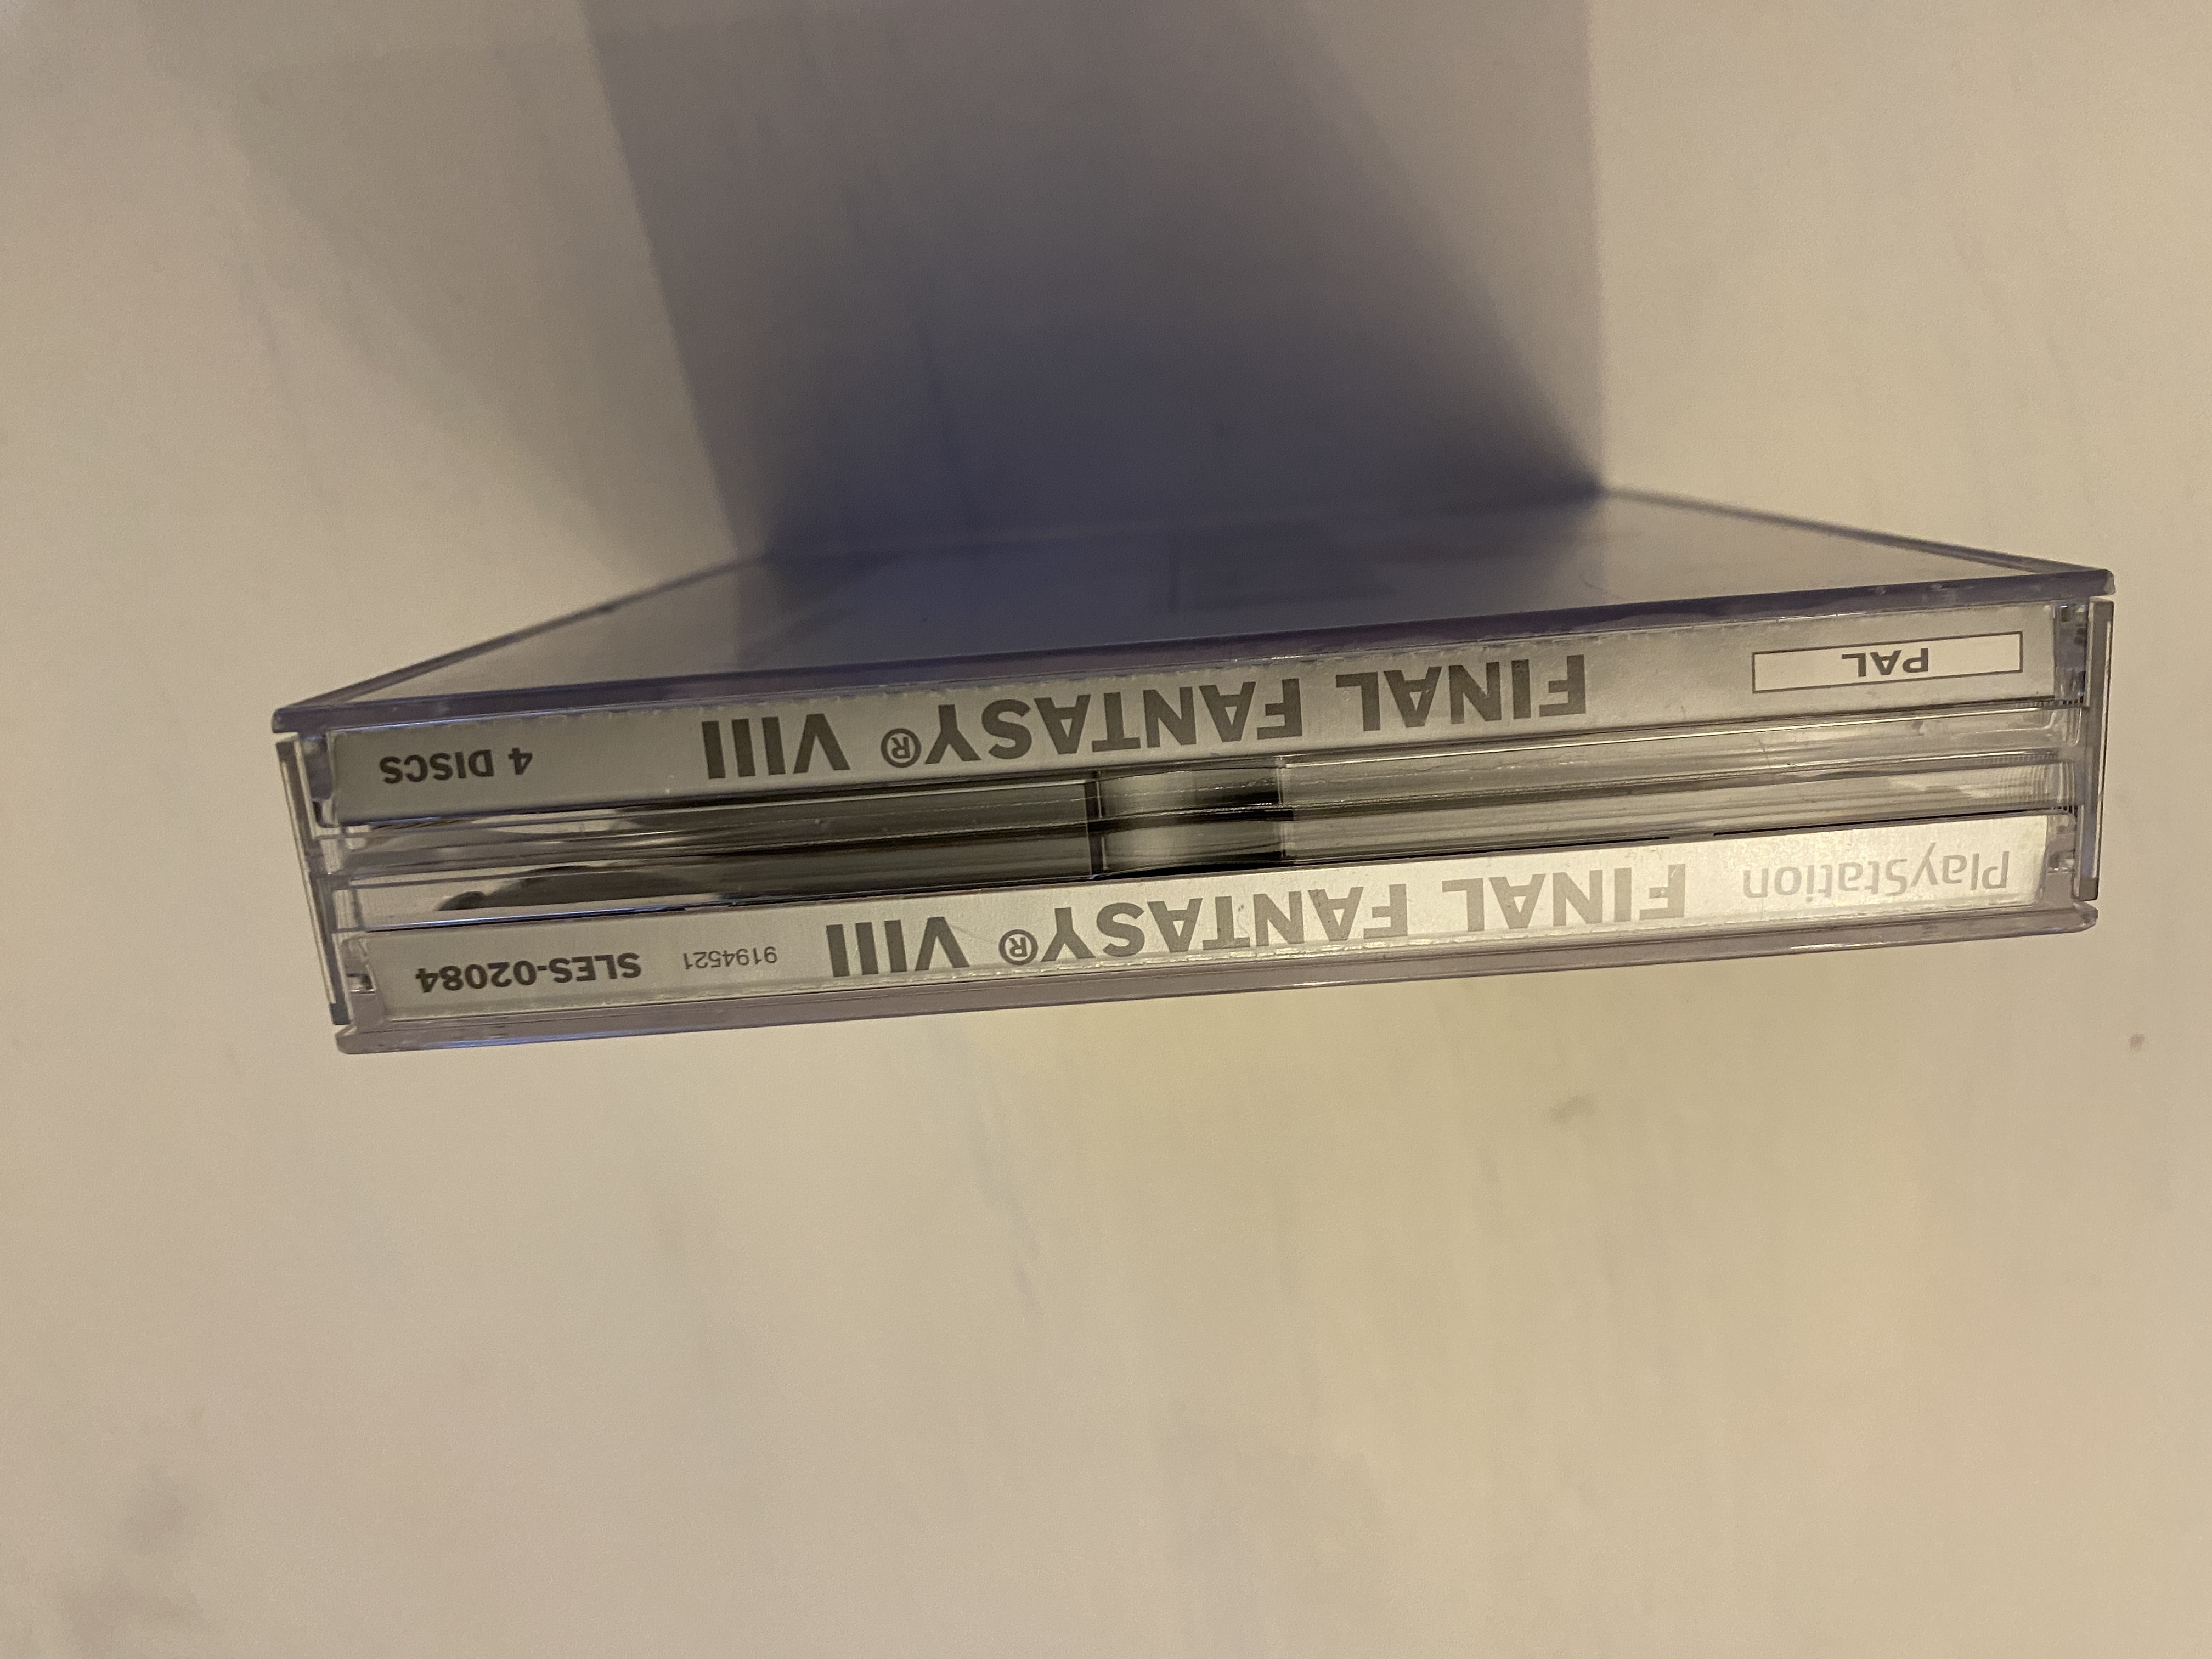 PlayStation FINAL FANTASY® VIII 9194521 SLES-02084
PAL FINAL FANTASY® VIII 4 DISCS